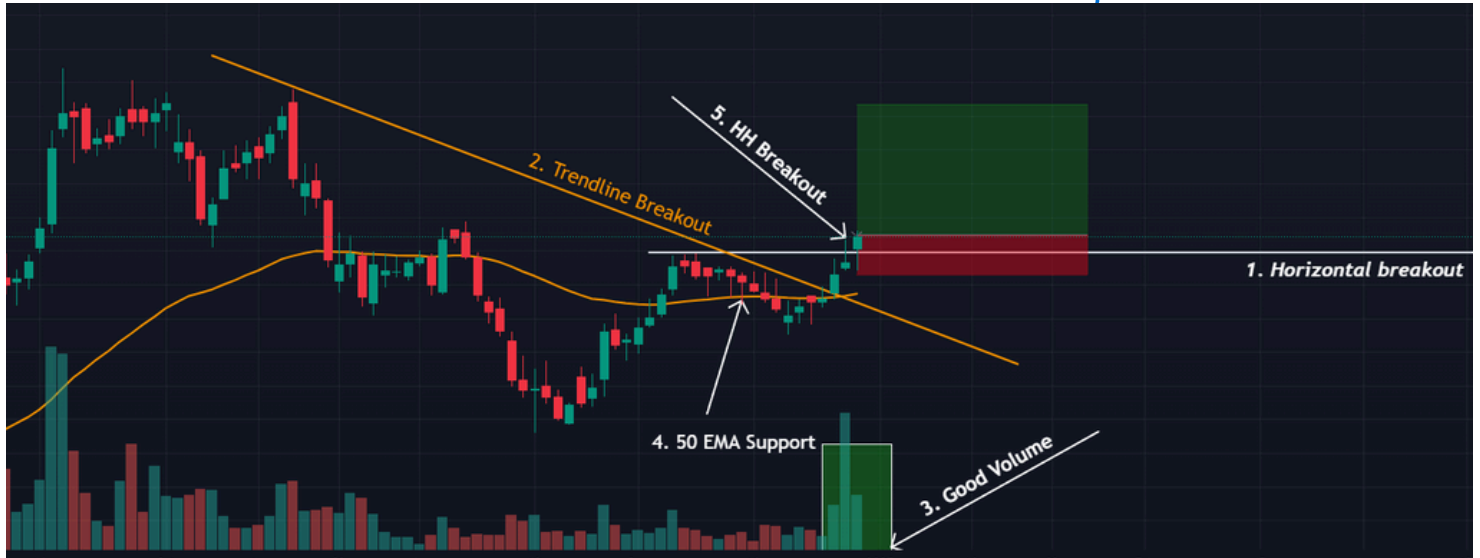 5. HH Breakout
2. Trendline Breakout
1. Horizontal breakout
4. 50 EMA Support
3. Good Volume